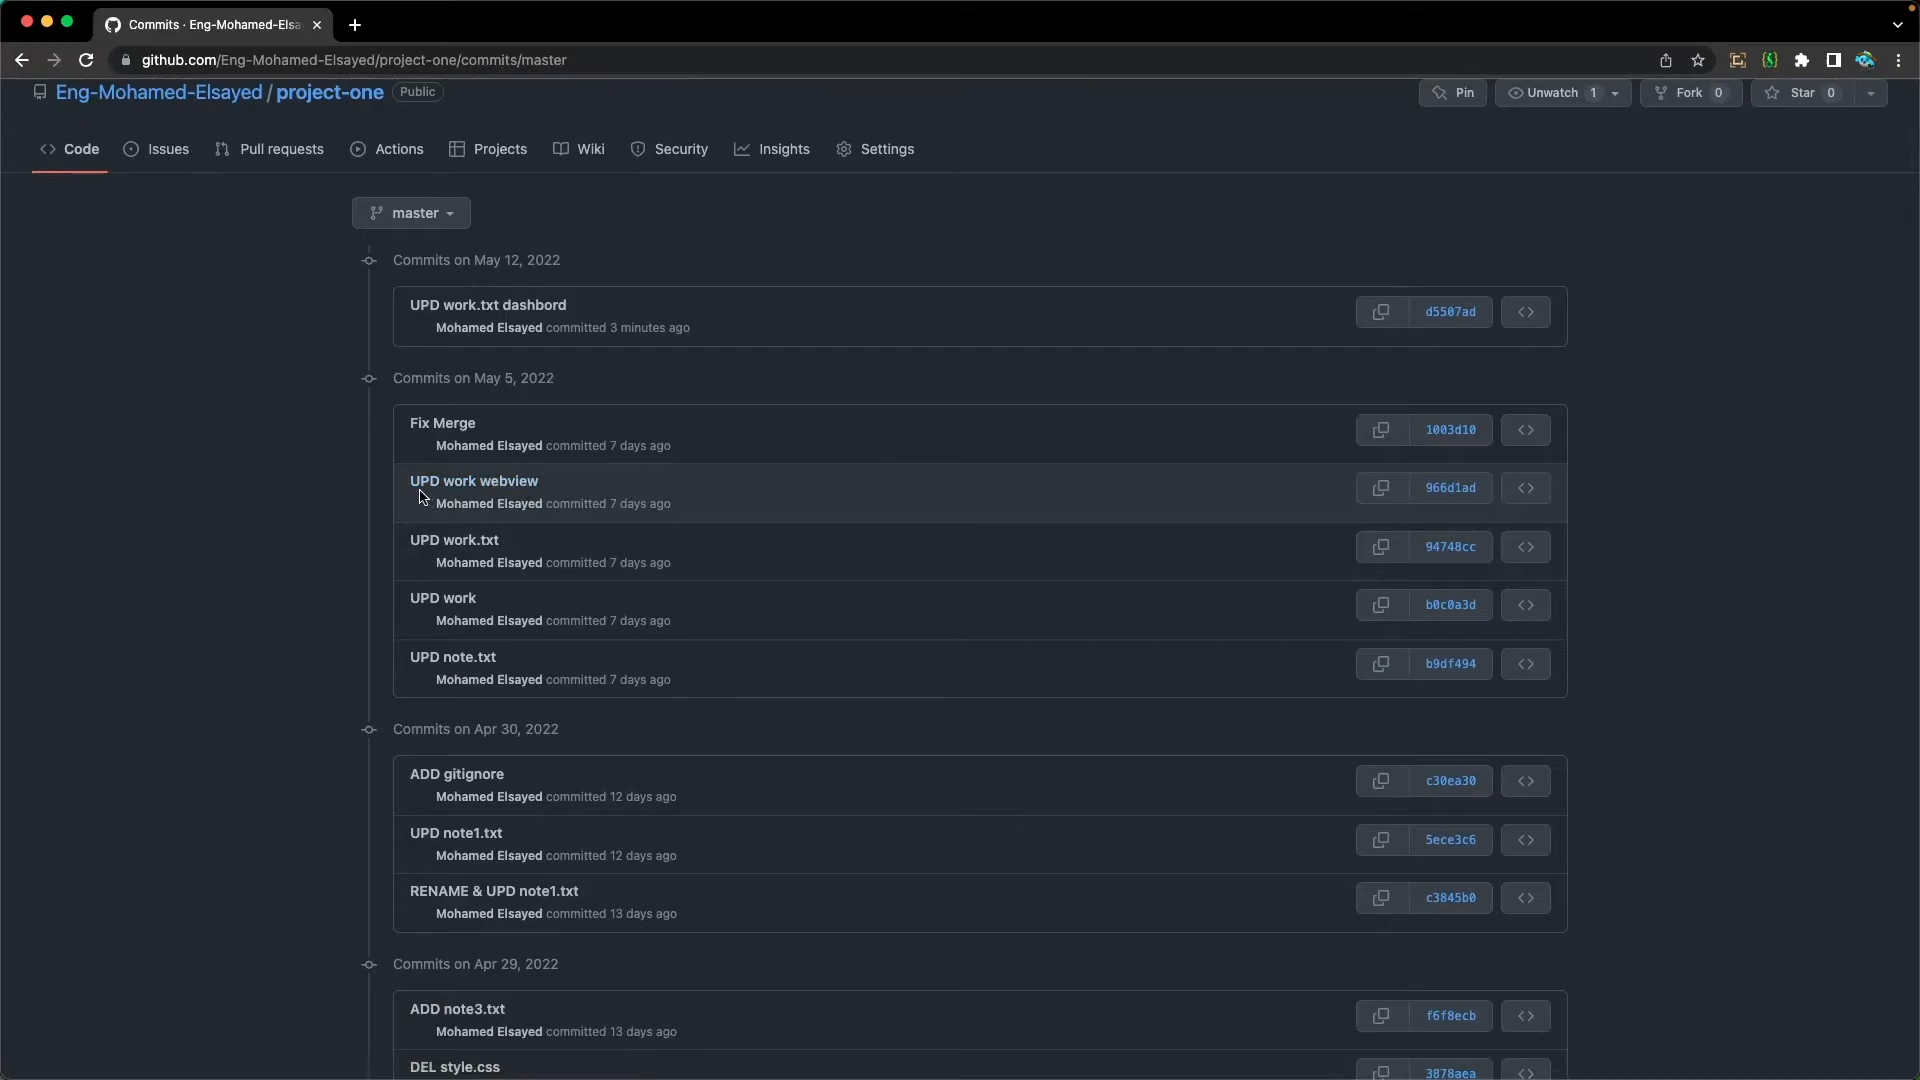 Commits · Eng-Mohamed-Elsa
github.com/Eng-Mohamed-Elsayed/project-one/commits/master
Eng-Mohamed-Elsayed / project-one Public
Pin Unwatch 1 Fork 0 Star 0
Code Issues Pull requests Actions Projects Wiki Security Insights Settings
master
Commits on May 12, 2022
UPD work.txt dashbord
Mohamed Elsayed committed 3 minutes ago
d5507ad
Commits on May 5, 2022
Fix Merge
Mohamed Elsayed committed 7 days ago
1003d10
UPD work webview
Mohamed Elsayed committed 7 days ago
966d1ad
UPD work.txt
Mohamed Elsayed committed 7 days ago
94748cc
UPD work
Mohamed Elsayed committed 7 days ago
b0c0a3d
UPD note.txt
Mohamed Elsayed committed 7 days ago
b9df494
Commits on Apr 30, 2022
ADD gitignore
Mohamed Elsayed committed 12 days ago
c30ea30
UPD note1.txt
Mohamed Elsayed committed 12 days ago
5ece3c6
RENAME & UPD note1.txt
Mohamed Elsayed committed 13 days ago
c3845b0
Commits on Apr 29, 2022
ADD note3.txt
Mohamed Elsayed committed 13 days ago
f6f8ecb
DEL style.css
3878aea